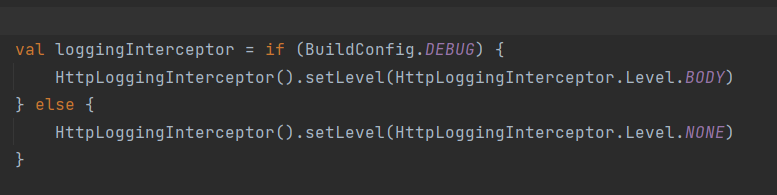 val loggingInterceptor = if (BuildConfig.DEBUG) {
    HttpLoggingInterceptor().setLevel(HttpLoggingInterceptor.Level.BODY)
} else {
    HttpLoggingInterceptor().setLevel(HttpLoggingInterceptor.Level.NONE)
}